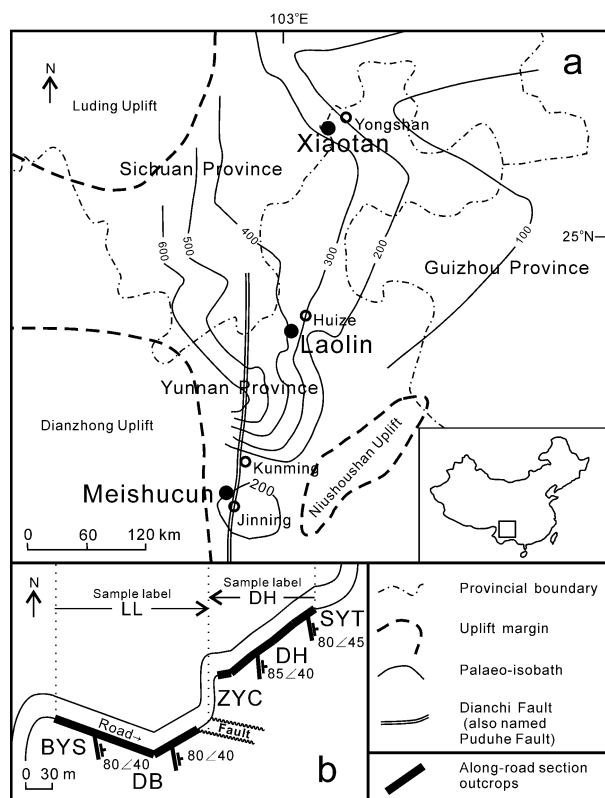 103°E
a
N
Luding Uplift
Yongshan
Xiaotan
Sichuan Province
600
500
400
300
200
100
25°N
Guizhou Province
Huize
Laolin
Yunnan Province
Dianzhong Uplift
Niushoushan Uplift
Kunming
Meishucun
200
Jinning
0 60 120 km
N
Sample label
LL
Sample label
DH
SYT
80∠45
DH
85∠40
ZYC
Road→
Fault
BYS
80∠40
DB
80∠40
0 30 m
b
Provincial boundary
Uplift margin
Palaeo-isobath
Dianchi Fault
(also named
Puduhe Fault)
Along-road section
outcrops